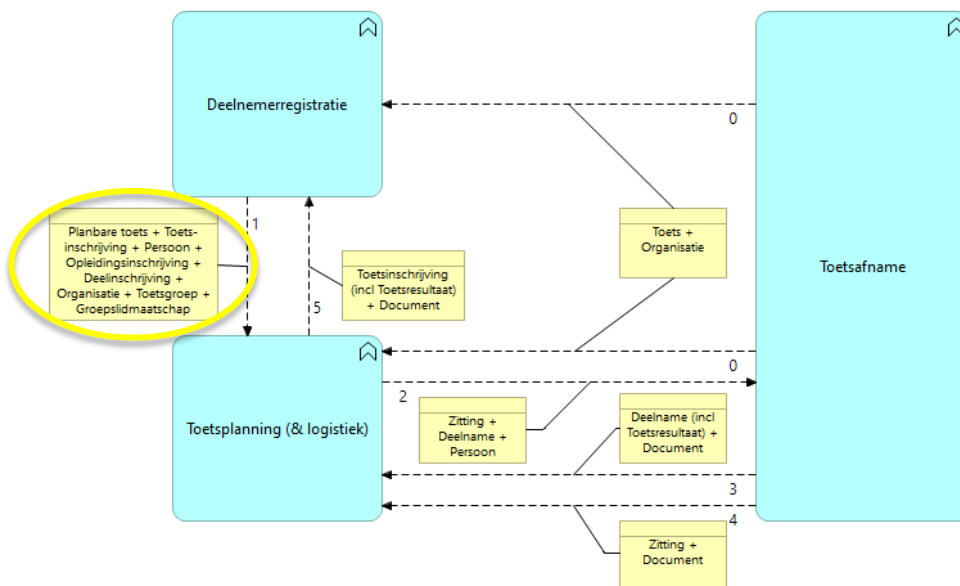 Deelnemerregistratie
0
1
Planbare toets + Toets-
inschrijving + Persoon +
Opleidingsinschrijving +
Deelinschrijving +
Organisatie + Toetsgroep +
Groepslidmaatschap
Toetsinschrijving
(incl Toetsresultaat)
+ Document
5
Toets +
Organisatie
Toetsafname
0
2
Toetsplanning (& logistiek)
Zitting +
Deelname +
Persoon
Deelname (incl
Toetsresultaat) +
Document
3
4
Zitting +
Document